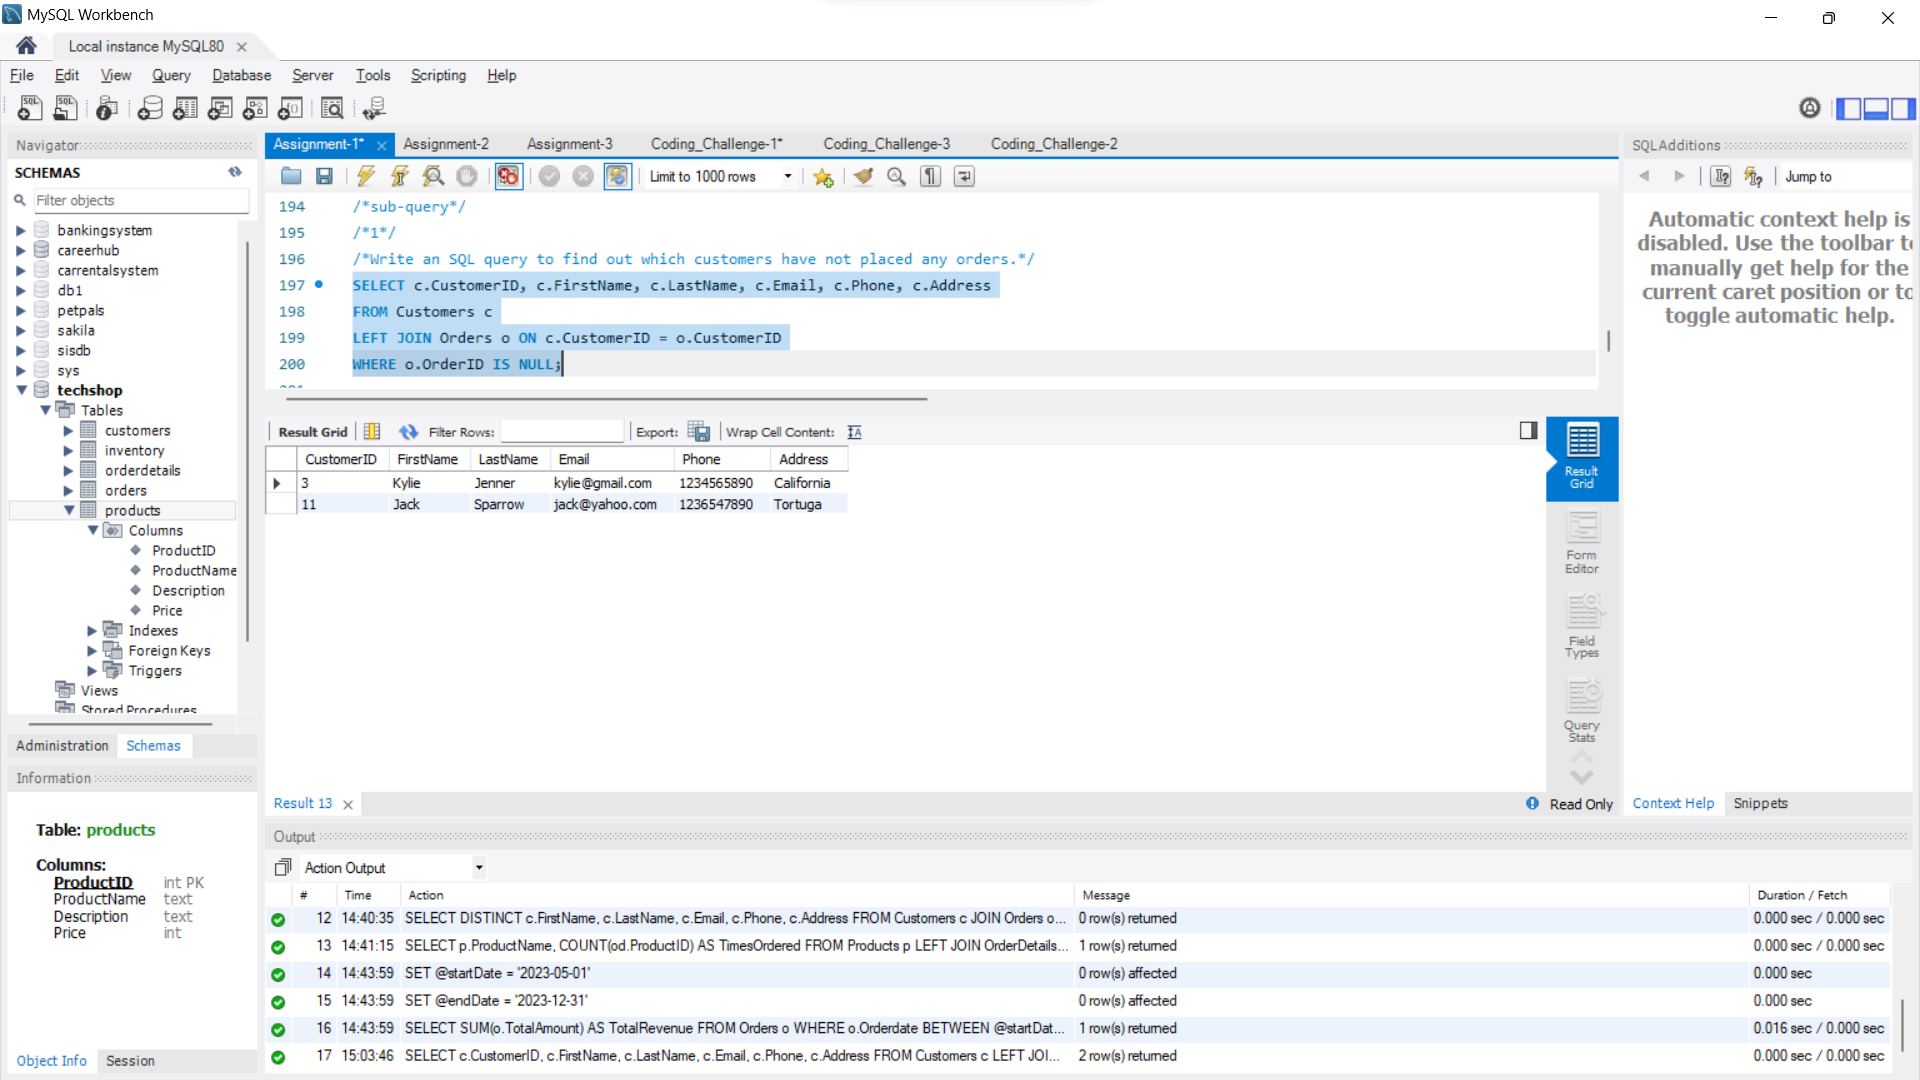 MySQL Workbench
Local instance MySQL80
File Edit View Query Database Server Tools Scripting Help
Navigator
SCHEMAS
Filter objects
bankingsystem
careerhub
carrentalsystem
db1
petpals
sakila
sisdb
sys
techshop
Tables
customers
inventory
orderdetails
orders
products
Columns
ProductID
ProductName
Description
Price
Indexes
Foreign Keys
Triggers
Views
Stored Procedures
Administration Schemas
Information
Table: products
Columns:
ProductID int PK
ProductName text
Description text
Price int
Object Info Session
Assignment-1* Assignment-2 Assignment-3 Coding_Challenge-1* Coding_Challenge-3 Coding_Challenge-2
Limit to 1000 rows
194 /*sub-query*/
195 /*1*/
196 /*Write an SQL query to find out which customers have not placed any orders.*/
197 SELECT c.CustomerID, c.FirstName, c.LastName, c.Email, c.Phone, c.Address
198 FROM Customers c
199 LEFT JOIN Orders o ON c.CustomerID = o.CustomerID
200 WHERE o.OrderID IS NULL;
Result Grid Filter Rows: Export: Wrap Cell Content:
CustomerID FirstName LastName Email Phone Address
3 Kylie Jenner kylie@gmail.com 1234565890 California
11 Jack Sparrow jack@yahoo.com 1236547890 Tortuga
Result
Grid
Form
Editor
Field
Types
Query
Stats
Result 13
Read Only
SQLAdditions
Jump to
Automatic context help is
disabled. Use the toolbar to
manually get help for the
current caret position or to
toggle automatic help.
Context Help Snippets
Output
Action Output
# Time Action Message Duration / Fetch
12 14:40:35 SELECT DISTINCT c.FirstName, c.LastName, c.Email, c.Phone, c.Address FROM Customers c JOIN Orders o... 0 row(s) returned 0.000 sec / 0.000 sec
13 14:41:15 SELECT p.ProductName, COUNT(od.ProductID) AS TimesOrdered FROM Products p LEFT JOIN OrderDetails... 1 row(s) returned 0.000 sec / 0.000 sec
14 14:43:59 SET @startDate = '2023-05-01' 0 row(s) affected 0.000 sec
15 14:43:59 SET @endDate = '2023-12-31' 0 row(s) affected 0.000 sec
16 14:43:59 SELECT SUM(o.TotalAmount) AS TotalRevenue FROM Orders o WHERE o.Orderdate BETWEEN @startDat... 1 row(s) returned 0.016 sec / 0.000 sec
17 15:03:46 SELECT c.CustomerID, c.FirstName, c.LastName, c.Email, c.Phone, c.Address FROM Customers c LEFT JOI... 2 row(s) returned 0.000 sec / 0.000 sec